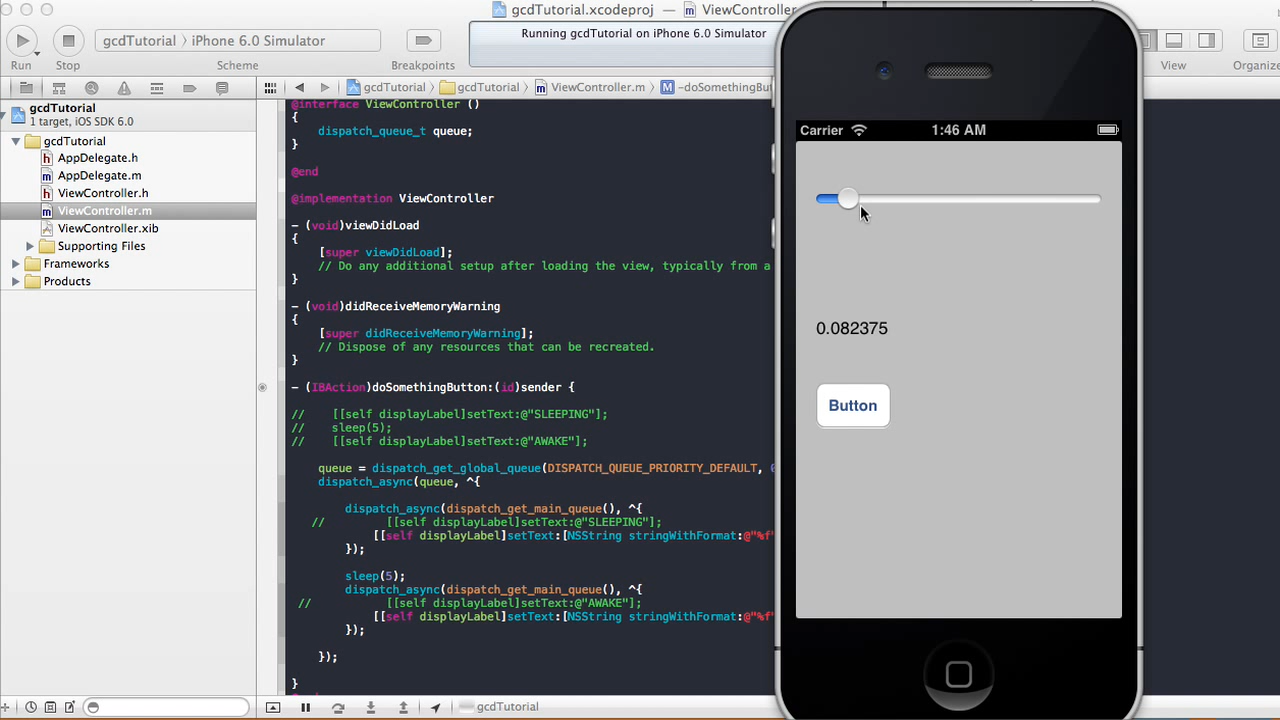 gcdTutorial.xcodeproj — ViewController
gcdTutorial iPhone 6.0 Simulator
Running gcdTutorial on iPhone 6.0 Simulator
Run Stop Scheme Breakpoints View
gcdTutorial gcdTutorial ViewController.m
gcdTutorial
1 target, iOS SDK 6.0
gcdTutorial
AppDelegate.h
AppDelegate.m
ViewController.h
ViewController.m
ViewController.xib
Supporting Files
Frameworks
Products
@interface ViewController ()
{
dispatch_queue_t queue;
}
@end
@implementation ViewController
- (void)viewDidLoad
{
[super viewDidLoad];
// Do any additional setup after loading the view, typically from a
}
- (void)didReceiveMemoryWarning
{
[super didReceiveMemoryWarning];
// Dispose of any resources that can be recreated.
}
- (IBAction)doSomethingButton:(id)sender {
// [[self displayLabel]setText:@"SLEEPING"];
// sleep(5);
// [[self displayLabel]setText:@"AWAKE"];
queue = dispatch_get_global_queue(DISPATCH_QUEUE_PRIORITY_DEFAULT,
dispatch_async(queue, ^{
dispatch_async(dispatch_get_main_queue(), ^{
// [[self displayLabel]setText:@"SLEEPING"];
[[self displayLabel]setText:[NSString stringWithFormat:@"%f"
});
sleep(5);
dispatch_async(dispatch_get_main_queue(), ^{
// [[self displayLabel]setText:@"AWAKE"];
[[self displayLabel]setText:[NSString stringWithFormat:@"%f"
});
});
}
gcdTutorial
Carrier 1:46 AM
0.082375
Button